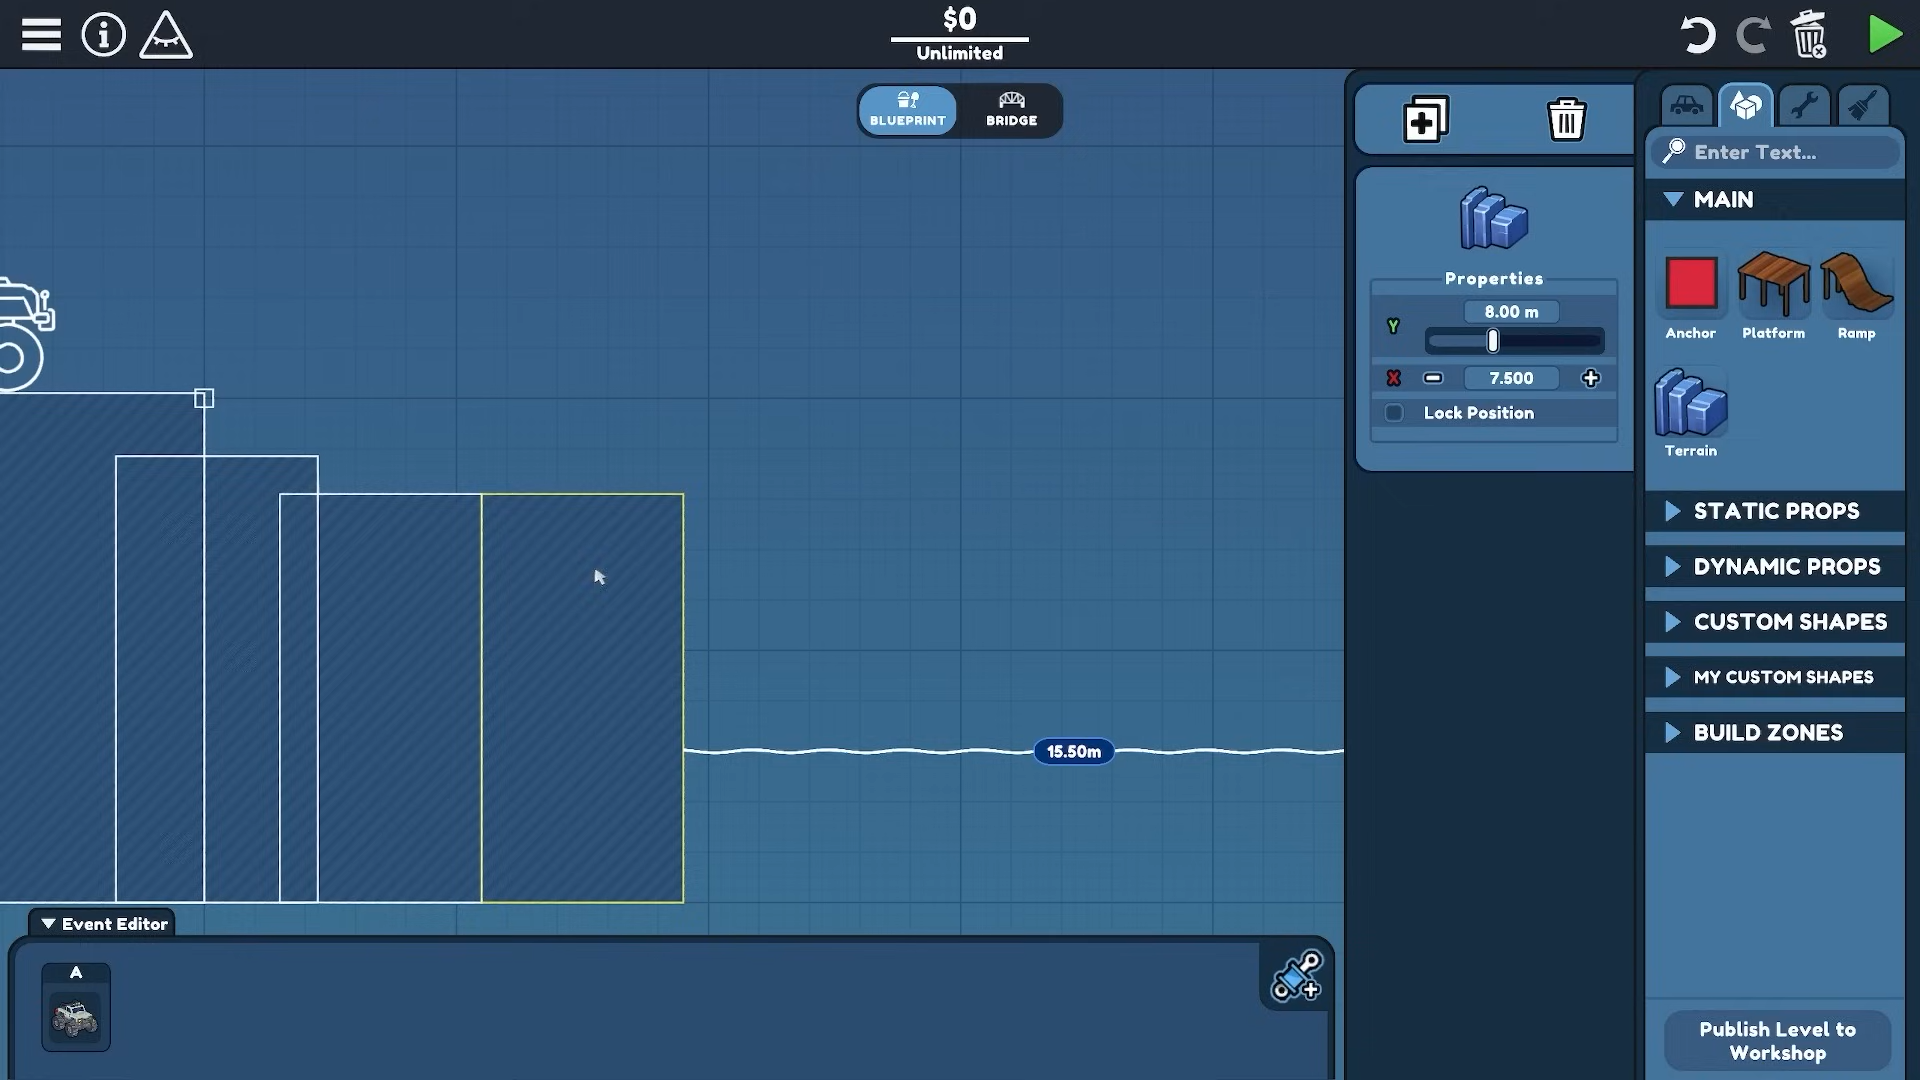 $0
Unlimited
BLUEPRINT
BRIDGE
Enter Text...
MAIN
Properties
Y
8.00 m
X
7.500
Lock Position
Anchor
Platform
Ramp
Terrain
STATIC PROPS
DYNAMIC PROPS
CUSTOM SHAPES
MY CUSTOM SHAPES
BUILD ZONES
15.50m
Event Editor
A
Publish Level to
Workshop